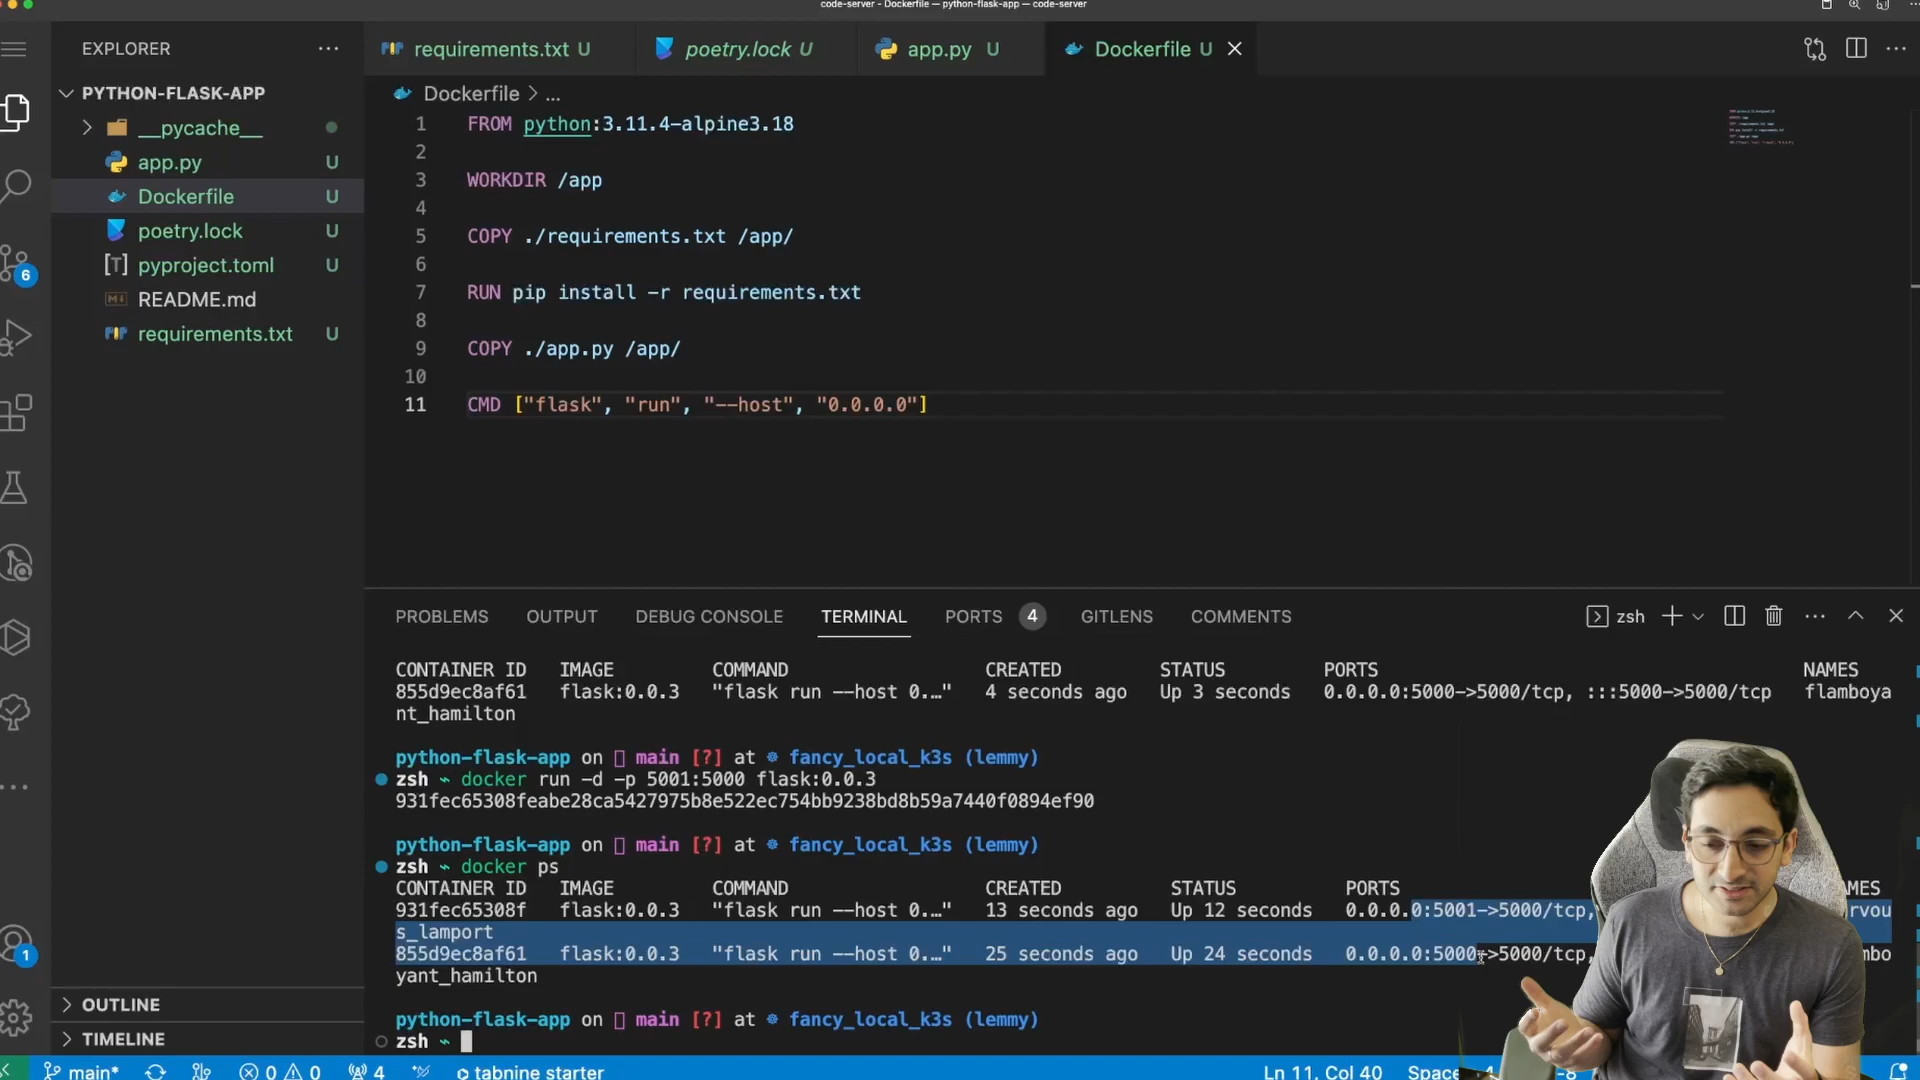 code-server - Dockerfile — python-flask-app — code-server
EXPLORER
requirements.txt U
poetry.lock U
app.py U
Dockerfile U
PYTHON-FLASK-APP
__pycache__
app.py U
Dockerfile U
poetry.lock U
pyproject.toml U
README.md
requirements.txt U
OUTLINE
TIMELINE
6
1
Dockerfile > ...
1 FROM python:3.11.4-alpine3.18
2
3 WORKDIR /app
4
5 COPY ./requirements.txt /app/
6
7 RUN pip install -r requirements.txt
8
9 COPY ./app.py /app/
10
11 CMD ["flask", "run", "--host", "0.0.0.0"]
PROBLEMS OUTPUT DEBUG CONSOLE TERMINAL PORTS 4 GITLENS COMMENTS zsh
CONTAINER ID IMAGE COMMAND CREATED STATUS PORTS NAMES
855d9ec8af61 flask:0.0.3 "flask run --host 0.…" 4 seconds ago Up 3 seconds 0.0.0.0:5000->5000/tcp, :::5000->5000/tcp flamboya
nt_hamilton
python-flask-app on main [?] at fancy_local_k3s (lemmy)
zsh ~ docker run -d -p 5001:5000 flask:0.0.3
931fec65308feabe28ca5427975b8e522ec754bb9238bd8b59a7440f0894ef90
python-flask-app on main [?] at fancy_local_k3s (lemmy)
zsh ~ docker ps
CONTAINER ID IMAGE COMMAND CREATED STATUS PORTS MES
931fec65308f flask:0.0.3 "flask run --host 0.…" 13 seconds ago Up 12 seconds 0.0.0.0:5001->5000/tcp, rvou
s_lamport
855d9ec8af61 flask:0.0.3 "flask run --host 0.…" 25 seconds ago Up 24 seconds 0.0.0.0:5000->5000/tcp, mbo
yant_hamilton
python-flask-app on main [?] at fancy_local_k3s (lemmy)
zsh ~
main* 0 0 4 tabnine starter Ln 11, Col 40